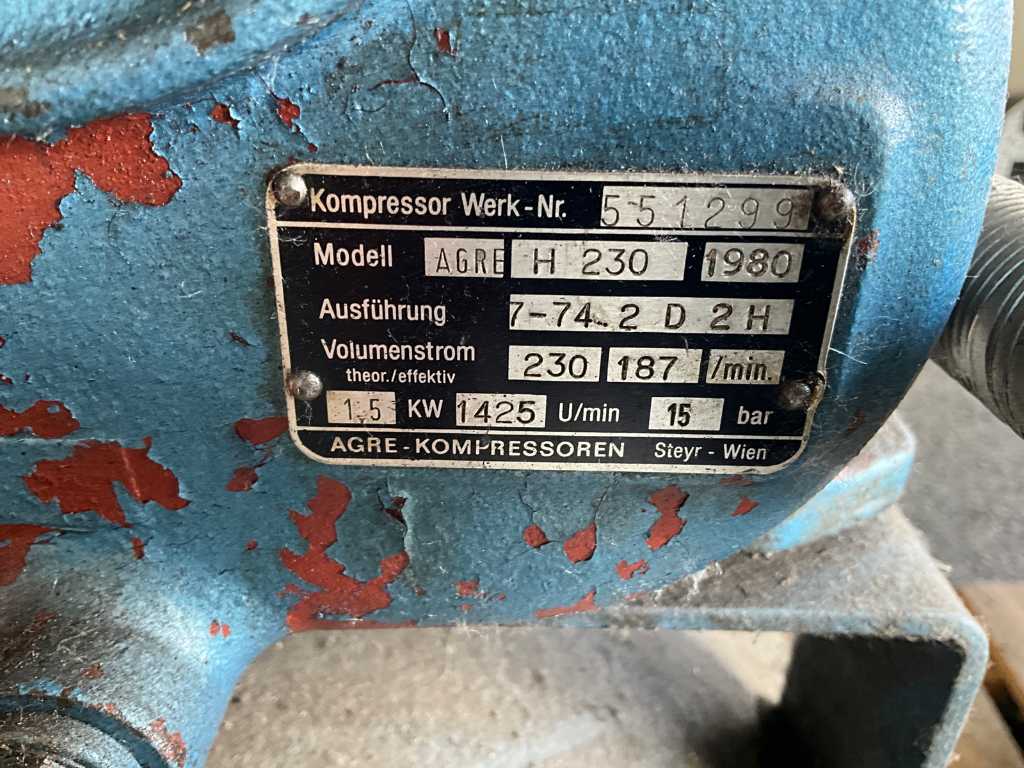 Kompressor Werk-Nr. 551299
Modell AGRE H 230 1980
Ausführung 7-74.2 D 2H
Volumenstrom 230 187 l/min.
theor./effektiv
1.5 KW 1425 U/min 15 bar
AGRE-KOMPRESSOREN Steyr - Wien